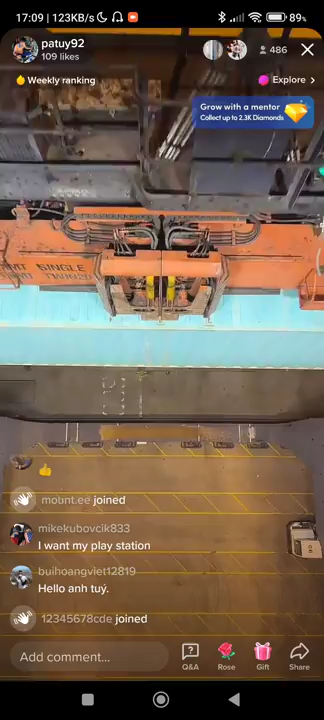 17:09 | 123KB/s
89%
patuy92
109 likes
486
Weekly ranking
Explore >
Grow with a mentor
Collect up to 2.3K Diamonds
SINGLE
TWIN20
mount.ee joined
mikekubovcik833
I want my play station
buihoangviet12819
Hello anh tuý.
12345678cde joined
Add comment...
Q&A
Rose
Gift
Share